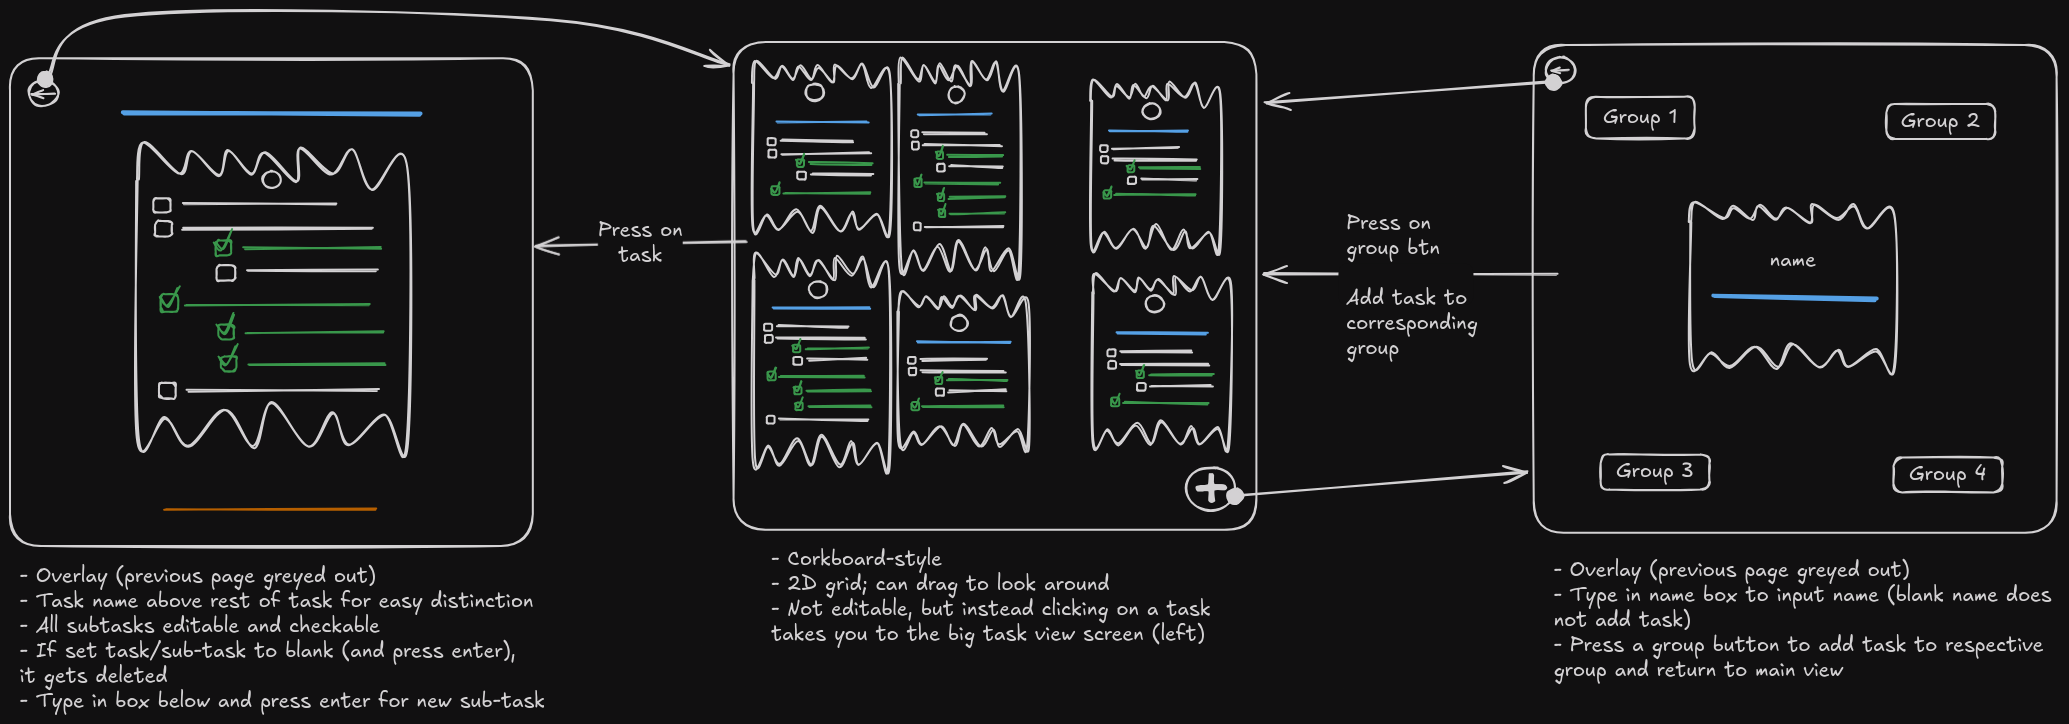 Press on
task
Press on
group btn
Add task to
corresponding
group
Group 1
Group 2
name
Group 3
Group 4
- Overlay (previous page greyed out)
- Task name above rest of task for easy distinction
- All subtasks editable and checkable
- If set task/sub-task to blank (and press enter),
it gets deleted
- Type in box below and press enter for new sub-task
- Corkboard-style
- 2D grid; can drag to look around
- Not editable, but instead clicking on a task
takes you to the big task view screen (left)
- Overlay (previous page greyed out)
- Type in name box to input name (blank name does
not add task)
- Press a group button to add task to respective
group and return to main view